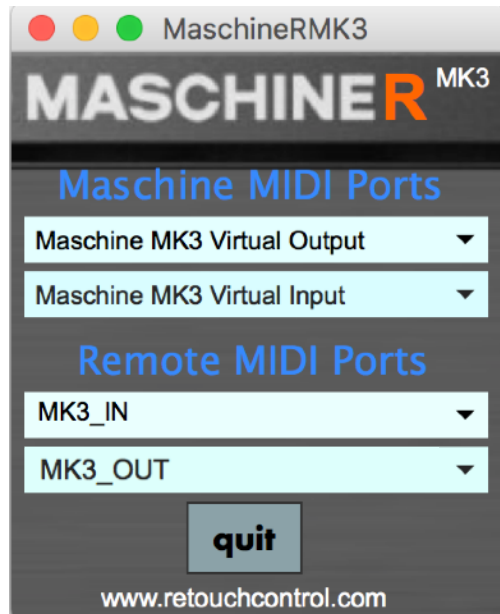 MaschineRMK3
MASCHINER MK3
Maschine MIDI Ports
Maschine MK3 Virtual Output
Maschine MK3 Virtual Input
Remote MIDI Ports
MK3_IN
MK3_OUT
quit
www.retouchcontrol.com